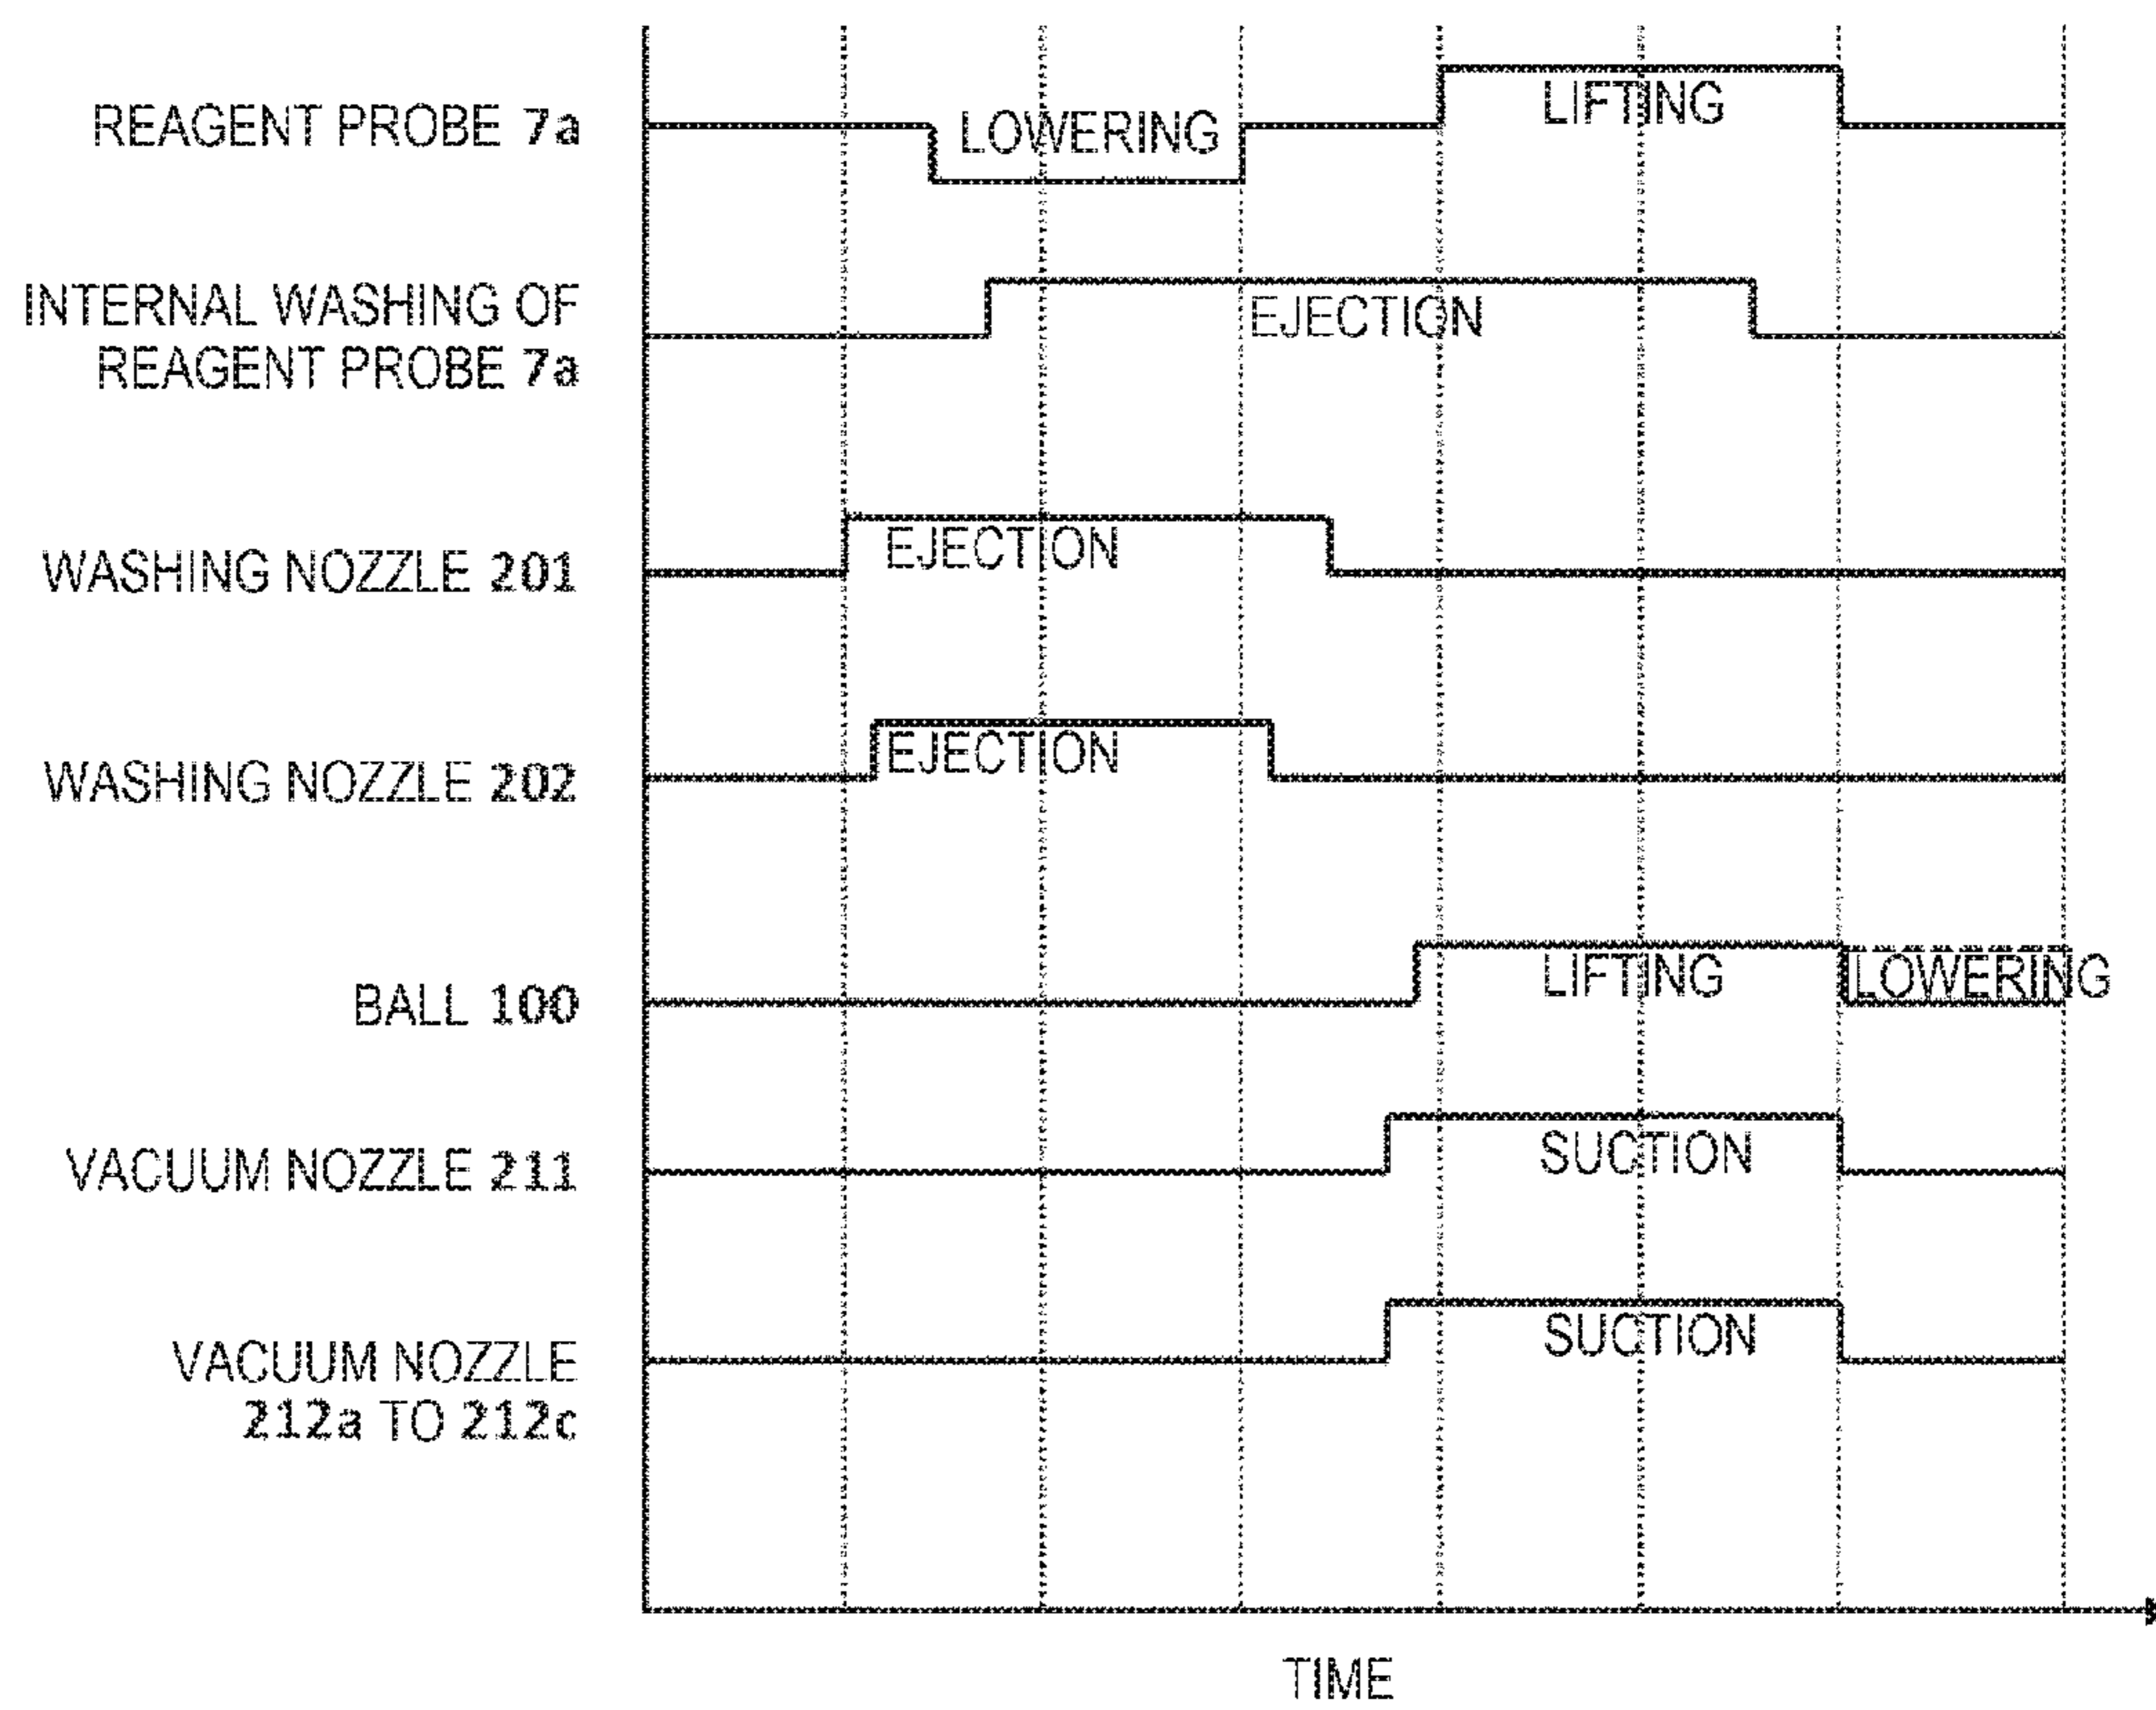 REAGENT PROBE 7a
LOWERING
LIFTING
INTERNAL WASHING OF
REAGENT PROBE 7a
EJECTION
WASHING NOZZLE 201
EJECTION
WASHING NOZZLE 202
EJECTION
BALL 100
LIFTING
LOWERING
VACUUM NOZZLE 211
SUCTION
VACUUM NOZZLE
212a TO 212c
SUCTION
TIME